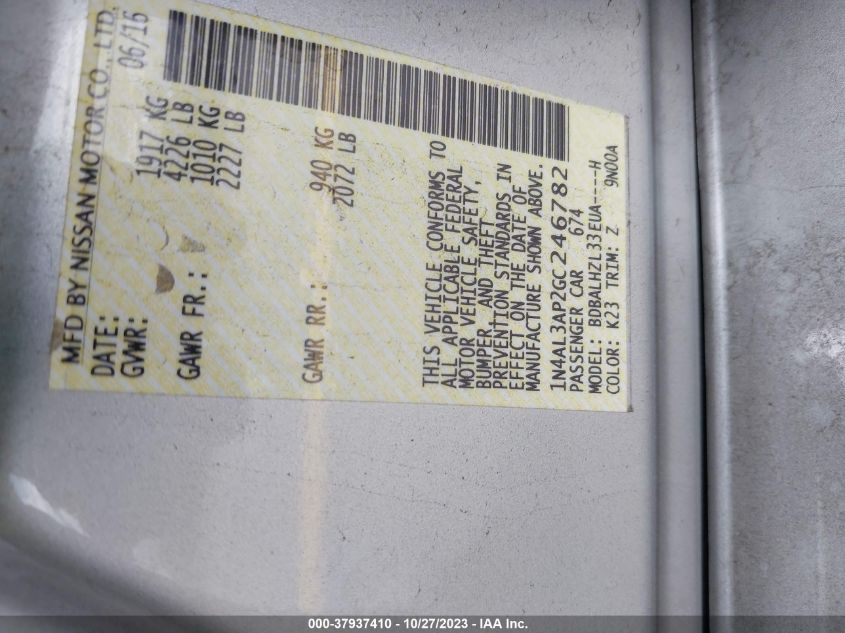 MFD BY NISSAN MOTOR CO., LTD.
DATE: 06/16
GVWR: 1917 KG
4226 LB
GAWR FR.: 1010 KG
2227 LB
GAWR RR.: 940 KG
2072 LB
THIS VEHICLE CONFORMS TO
ALL APPLICABLE FEDERAL
MOTOR VEHICLE SAFETY,
BUMPER, AND THEFT
PREVENTION STANDARDS IN
EFFECT ON THE DATE OF
MANUFACTURE SHOWN ABOVE.
1N4AL3AP2GC246782
PASSENGER CAR 674
MODEL: BDBALHZL33EUA----H
COLOR: K23 TRIM: Z 9N00A
000-37937410 - 10/27/2023 - IAA Inc.